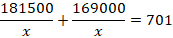 181500/x + 169000/x = 701